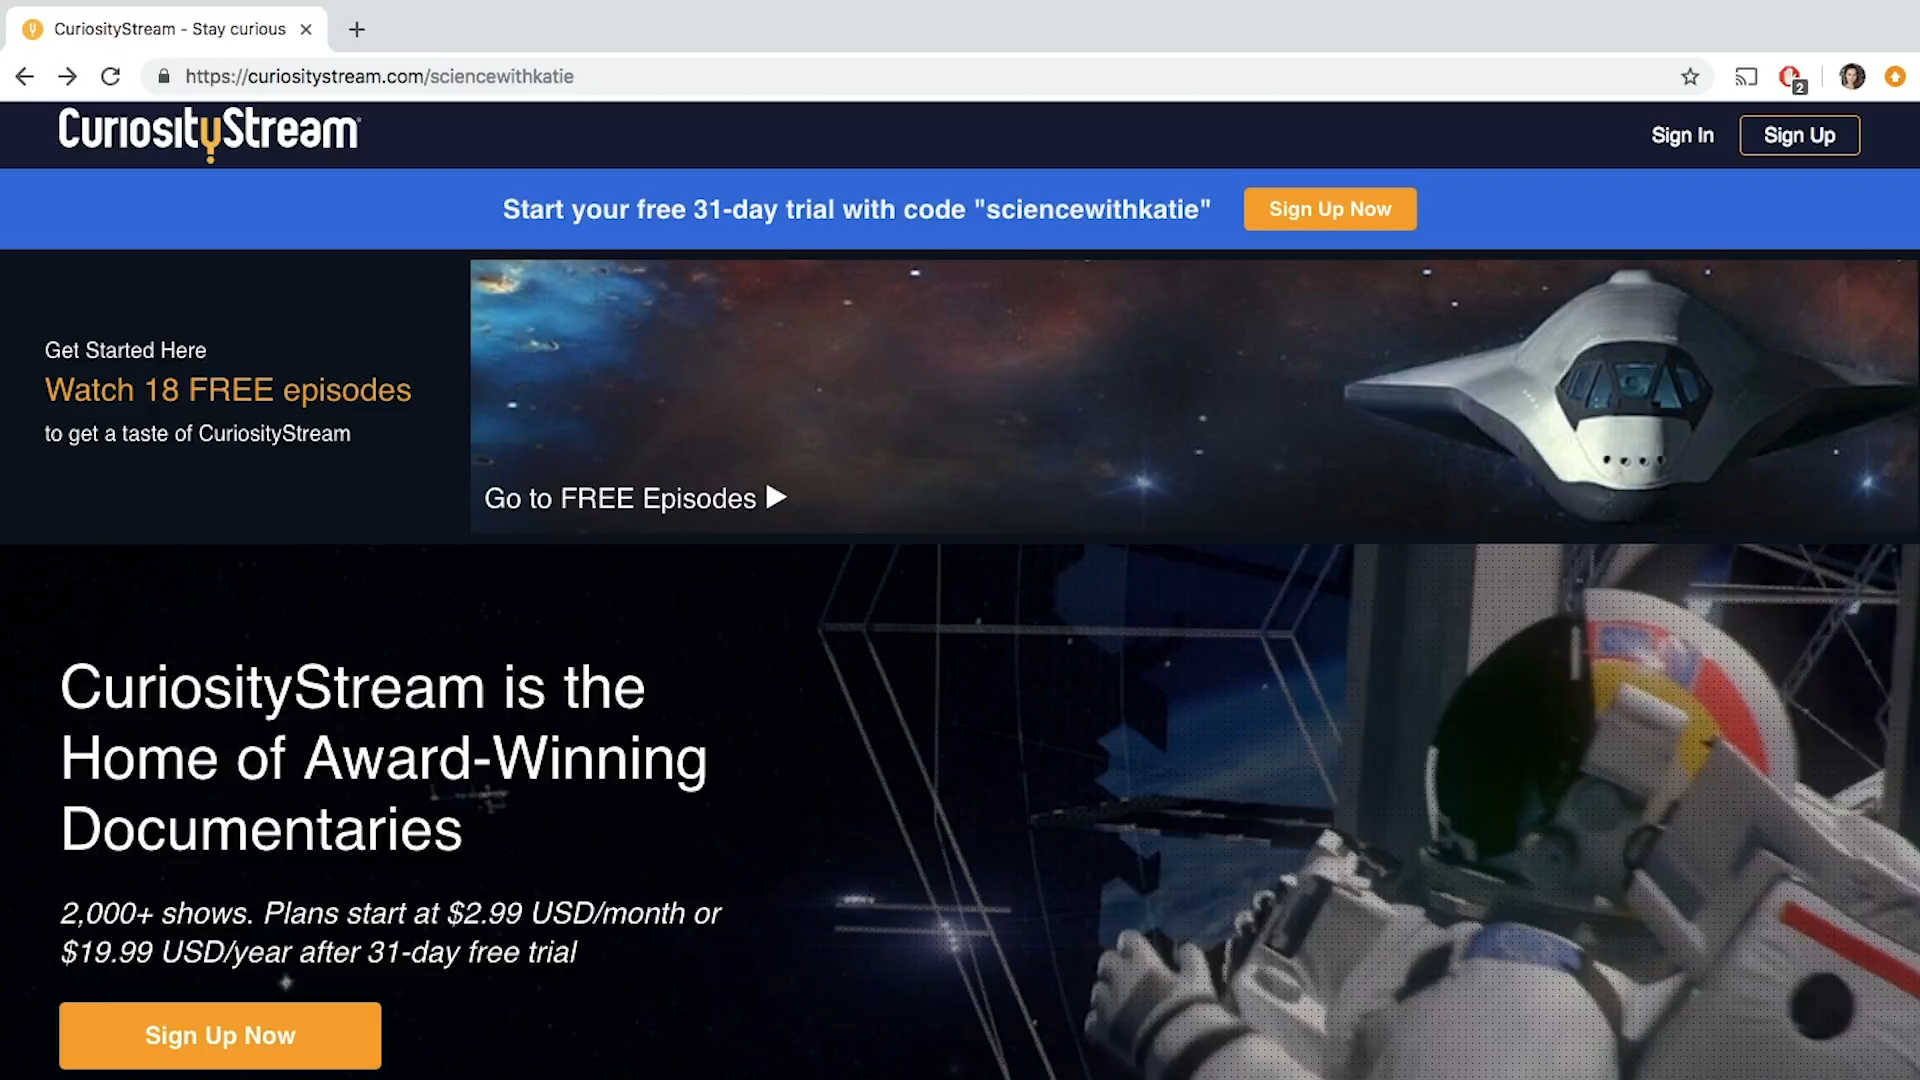 CuriosityStream - Stay curious
https://curiositystream.com/sciencewithkatie
2
CuriosityStream
Sign In
Sign Up
Start your free 31-day trial with code "sciencewithkatie"
Sign Up Now
Get Started Here
Watch 18 FREE episodes
to get a taste of CuriosityStream
Go to FREE Episodes
CuriosityStream is the
Home of Award-Winning
Documentaries
2,000+ shows. Plans start at $2.99 USD/month or
$19.99 USD/year after 31-day free trial
Sign Up Now